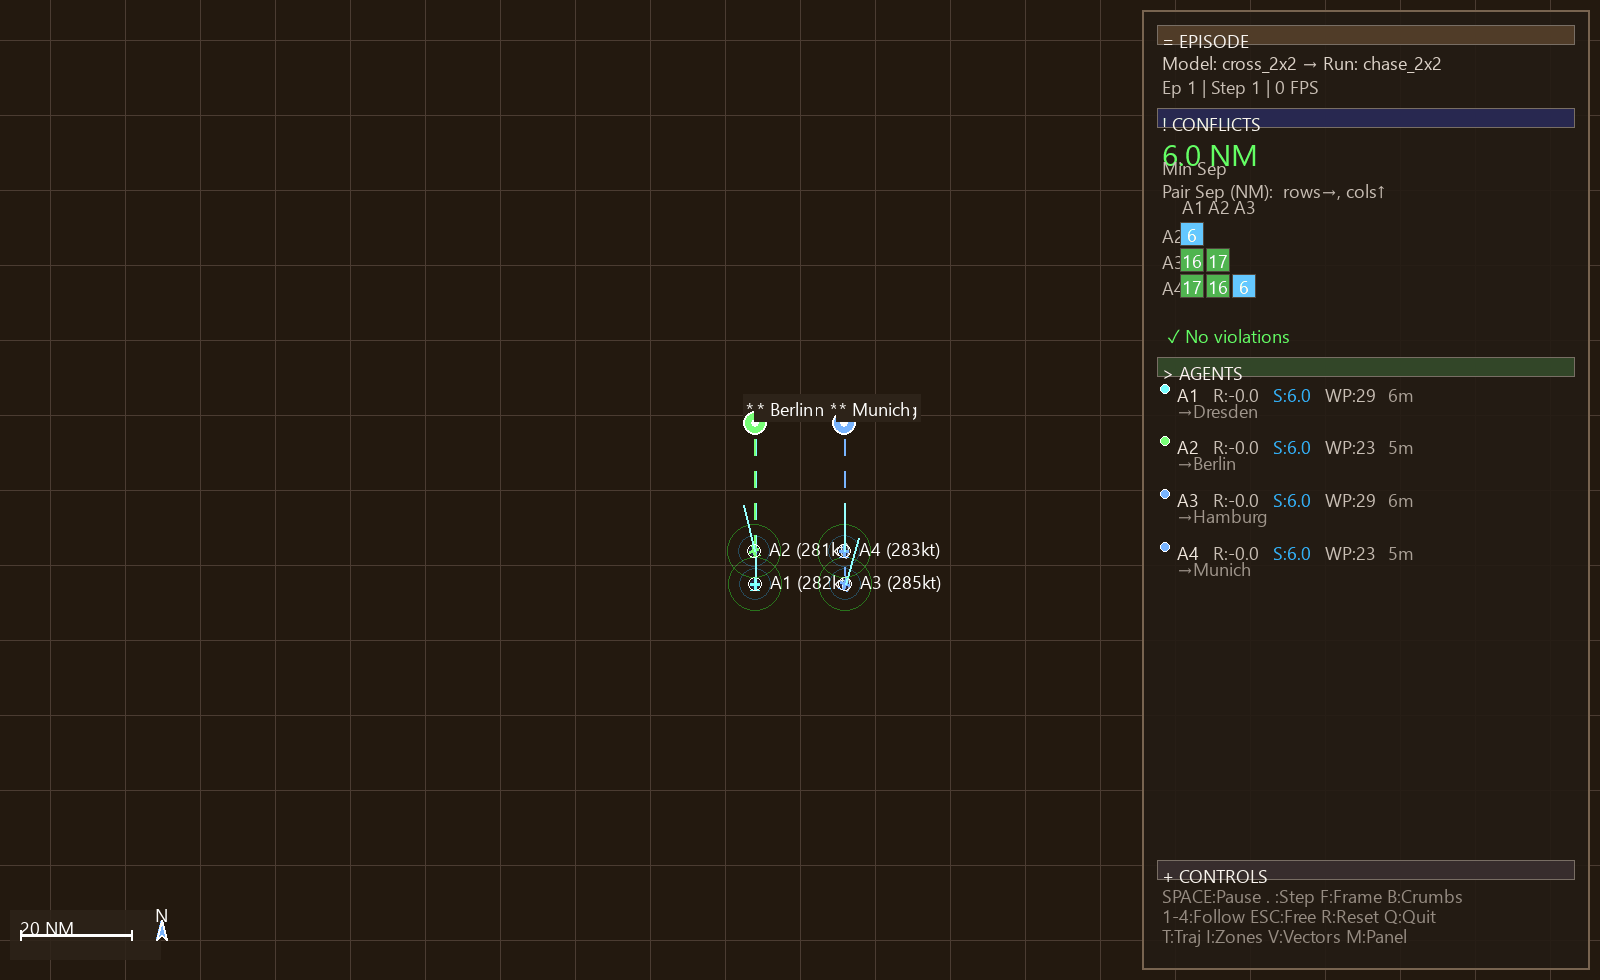 = EPISODE
Model: cross_2x2 → Run: chase_2x2
Ep 1 | Step 1 | 0 FPS
! CONFLICTS
6.0 NM
Min Sep
Pair Sep (NM):  rows→, cols↑
A1 A2 A3
A2 6
A3 16 17
A4 17 16 6
✓ No violations
> AGENTS
A1 R:-0.0 S:6.0 WP:29 6m
→Dresden
A2 R:-0.0 S:6.0 WP:23 5m
→Berlin
A3 R:-0.0 S:6.0 WP:29 6m
→Hamburg
A4 R:-0.0 S:6.0 WP:23 5m
→Munich
** Berlin ** Munich
A2 (281k A4 (283kt)
A1 (282k A3 (285kt)
+ CONTROLS
SPACE:Pause . :Step F:Frame B:Crumbs
1-4:Follow ESC:Free R:Reset Q:Quit
T:Traj I:Zones V:Vectors M:Panel
20 NM
N